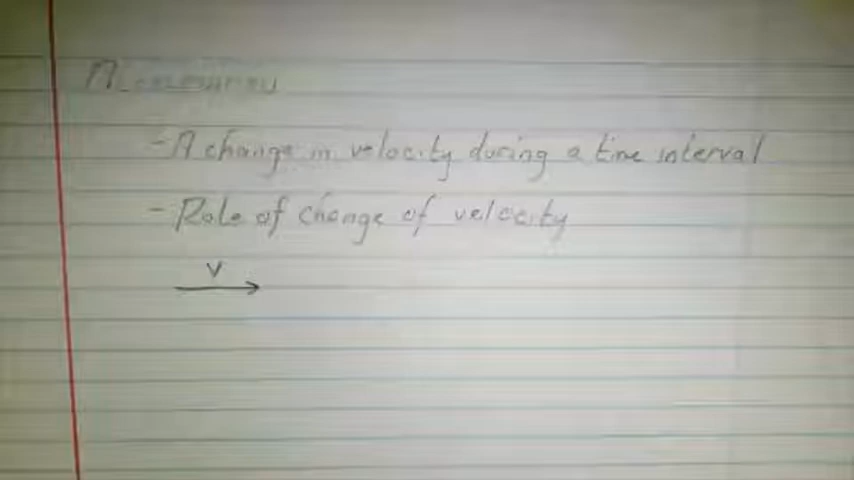 - A change in velocity during a time interval
- Rate of change of velocity
V